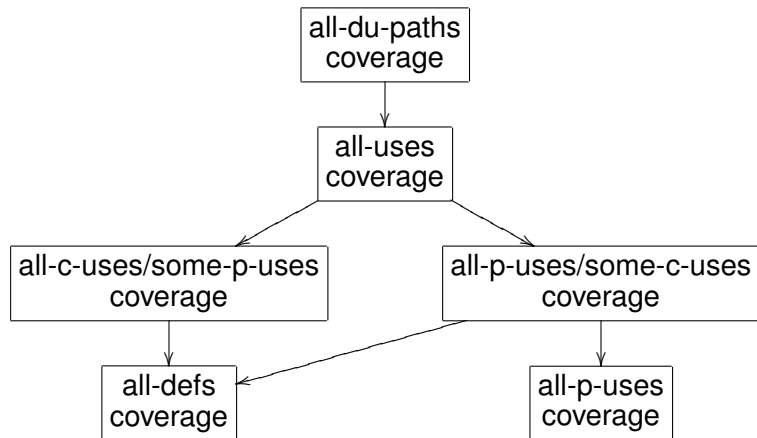 all-du-paths
coverage
all-uses
coverage
all-c-uses/some-p-uses
coverage
all-p-uses/some-c-uses
coverage
all-defs
coverage
all-p-uses
coverage